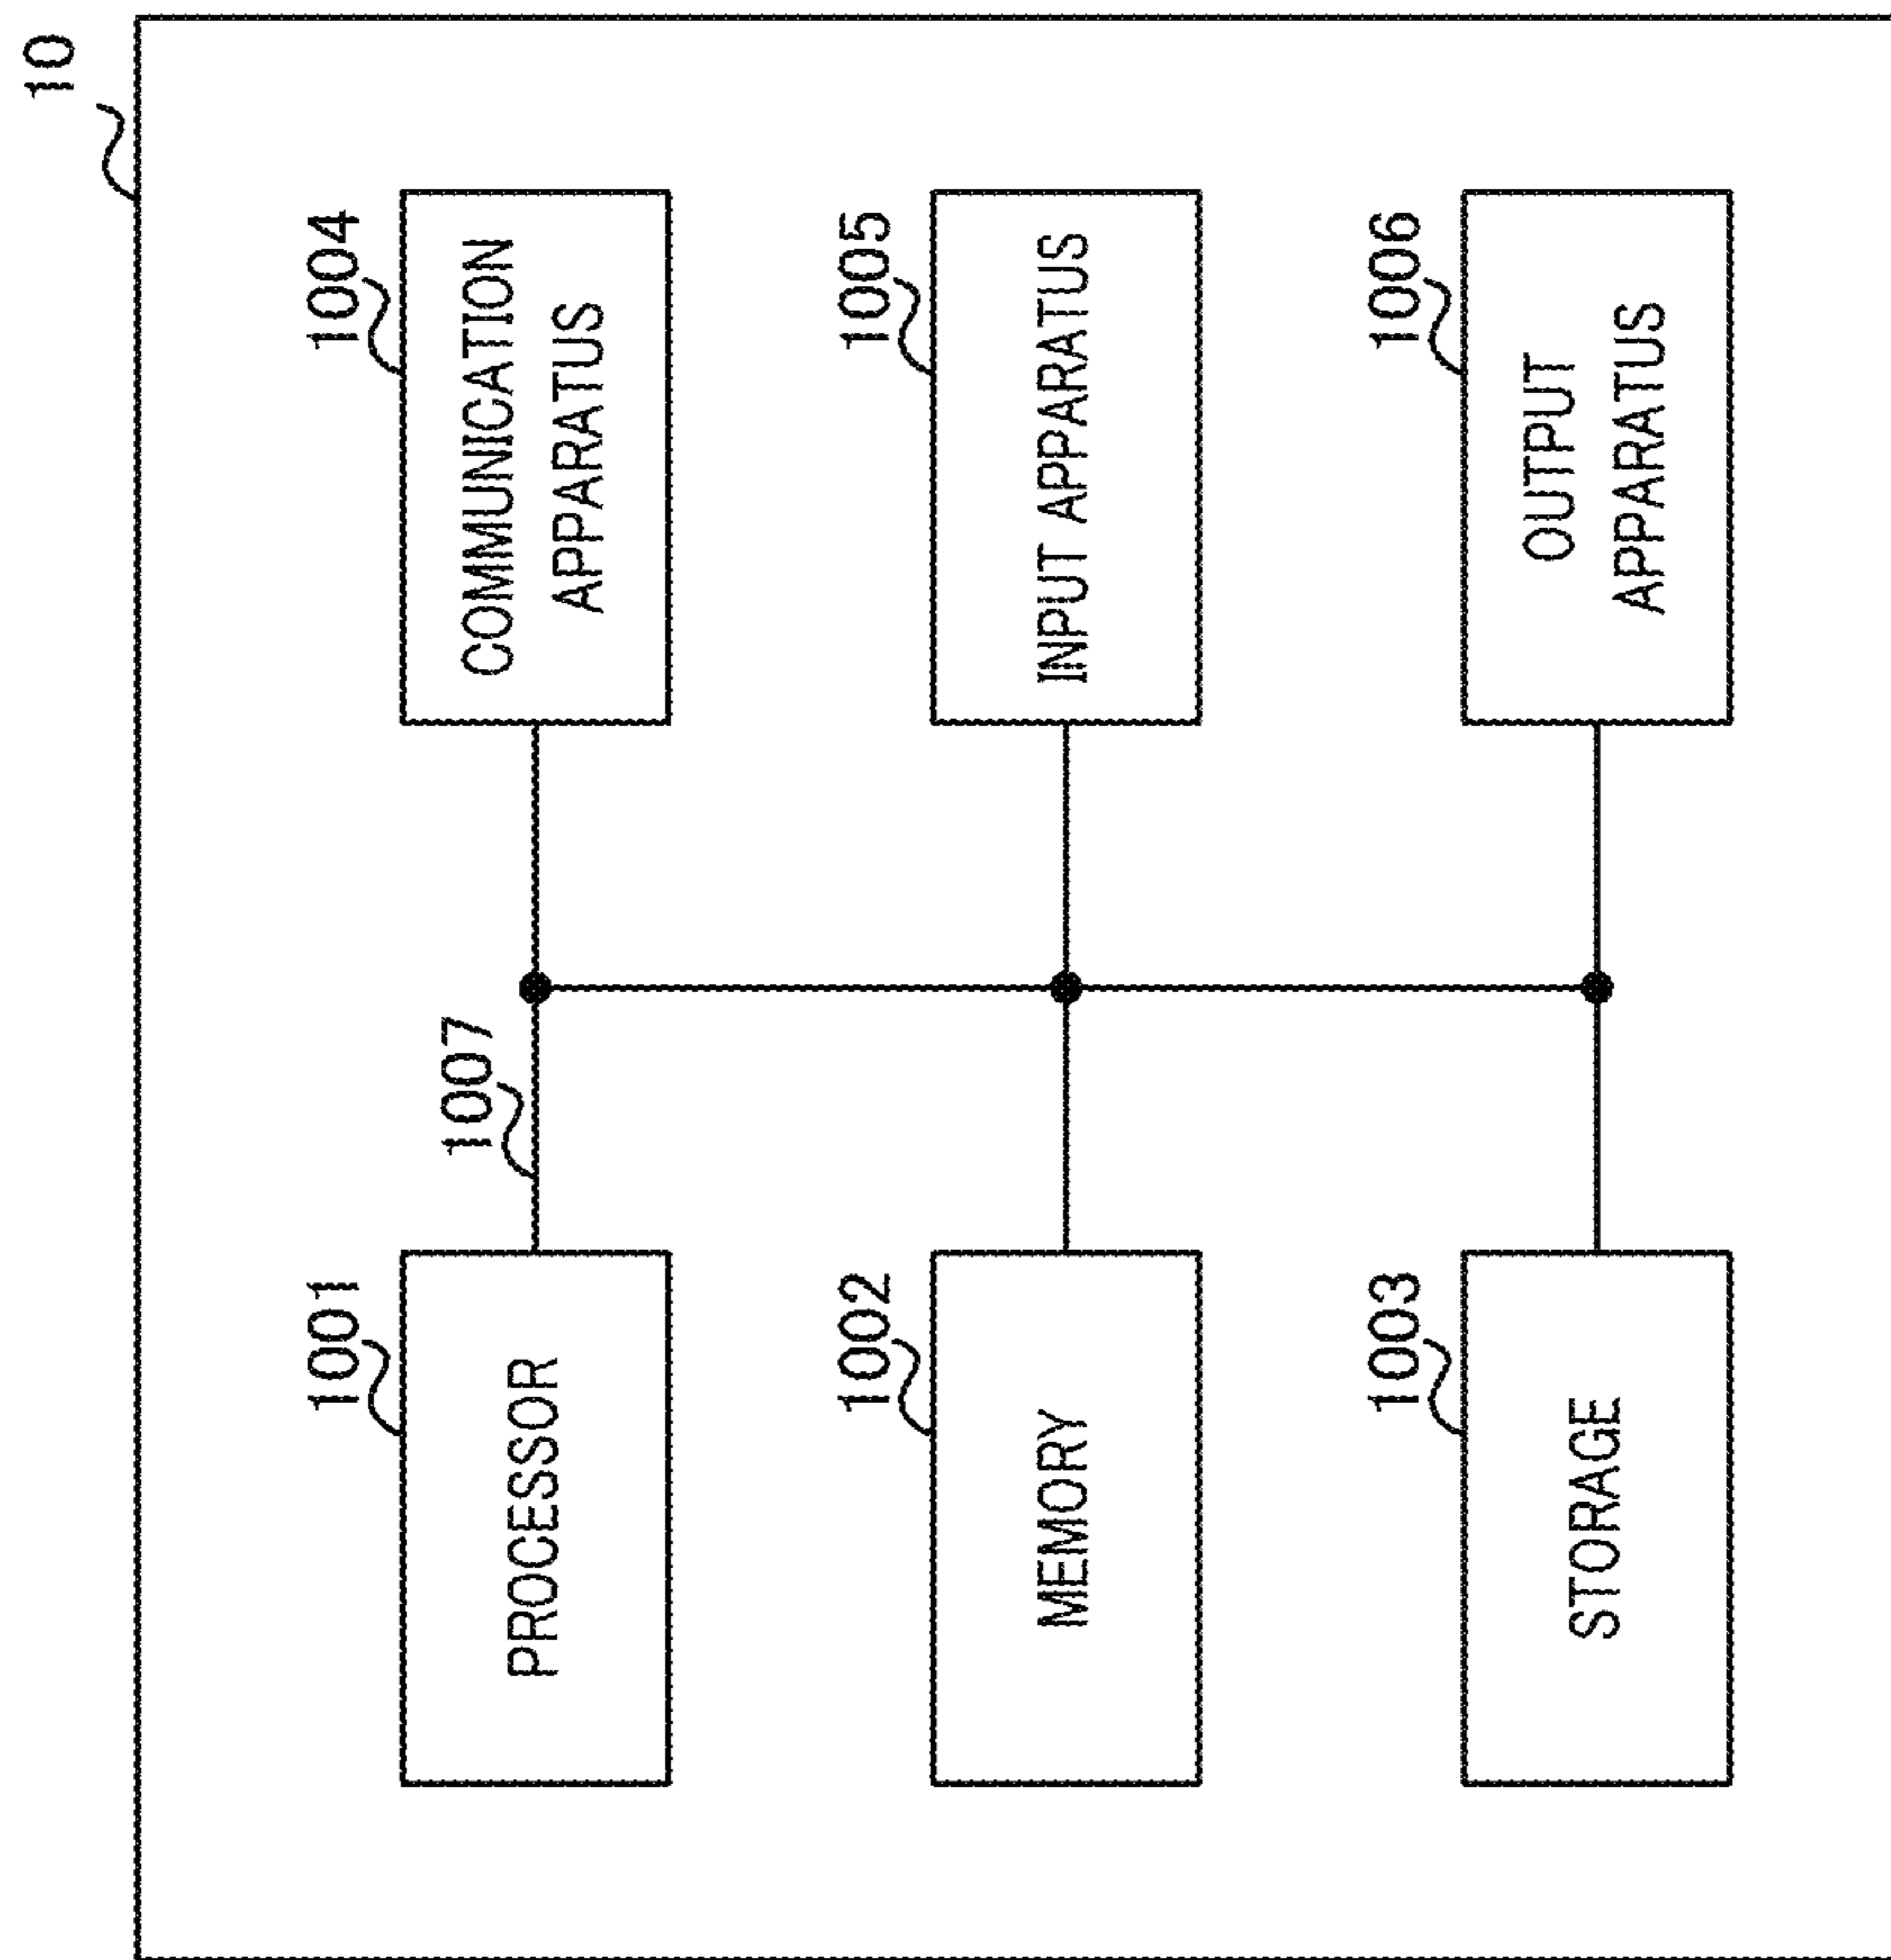 10
1001
PROCESSOR
1007
1004
COMMUNICATION
APPARATUS
1002
MEMORY
1005
INPUT APPARATUS
1003
STORAGE
1006
OUTPUT
APPARATUS